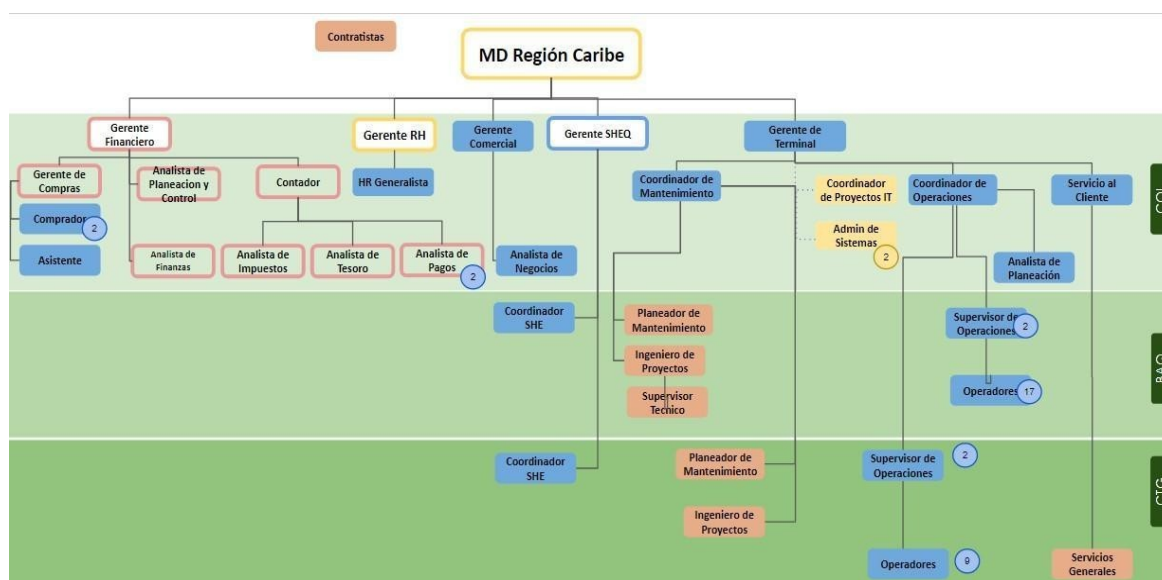 Contratistas
MD Región Caribe
Gerente
Financiero
Gerente RH
Gerente
Comercial
Gerente SHEQ
Gerente de
Terminal
Gerente de
Compras
Analista de
Planeacion y
Control
Contador
HR Generalista
Coordinador de
Mantenimiento
Coordinador
de Proyectos IT
Coordinador de
Operaciones
Servicio al
Cliente
COL
Comprador
2
Asistente
Analista de
Finanzas
Analista de
Impuestos
Analista de
Tesoro
Analista de
Pagos
2
Analista de
Negocios
Admin de
Sistemas
2
Analista de
Planeación
Coordinador
SHE
Planeador de
Mantenimiento
Supervisor de
Operaciones
2
Ingeniero de
Proyectos
Supervisor
Tecnico
Operadores
17
BAQ
Coordinador
SHE
Planeador de
Mantenimiento
Supervisor de
Operaciones
2
Ingeniero de
Proyectos
CTG
Operadores
9
Servicios
Generales